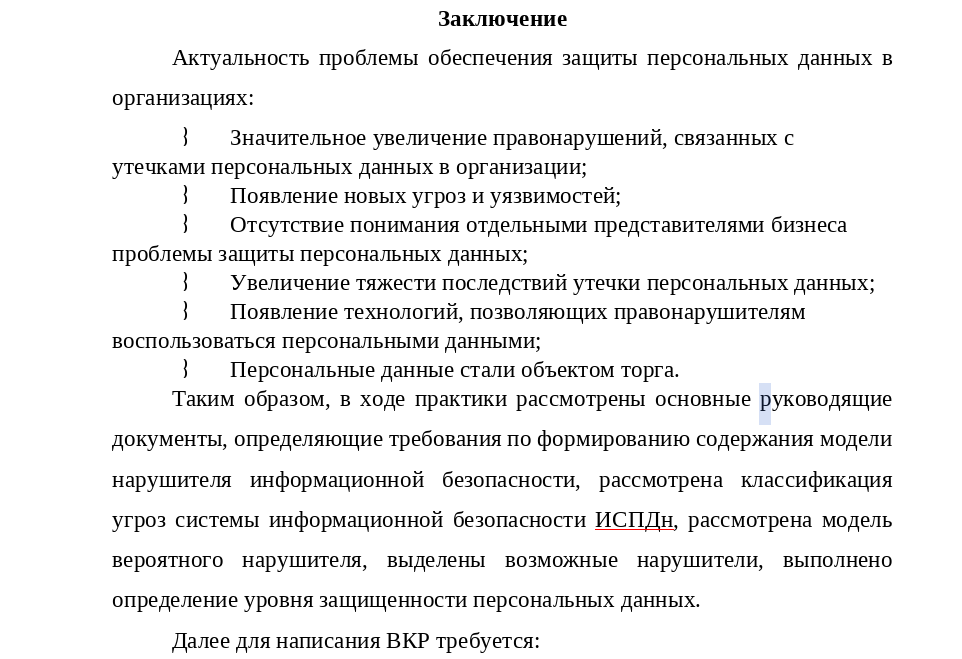 Заключение
Актуальность проблемы обеспечения защиты персональных данных в
организациях:
⌇ Значительное увеличение правонарушений, связанных с
утечками персональных данных в организации;
⌇ Появление новых угроз и уязвимостей;
⌇ Отсутствие понимания отдельными представителями бизнеса
проблемы защиты персональных данных;
⌇ Увеличение тяжести последствий утечки персональных данных;
⌇ Появление технологий, позволяющих правонарушителям
воспользоваться персональными данными;
⌇ Персональные данные стали объектом торга.
Таким образом, в ходе практики рассмотрены основные руководящие
документы, определяющие требования по формированию содержания модели
нарушителя информационной безопасности, рассмотрена классификация
угроз системы информационной безопасности ИСПДн, рассмотрена модель
вероятного нарушителя, выделены возможные нарушители, выполнено
определение уровня защищенности персональных данных.
Далее для написания ВКР требуется: